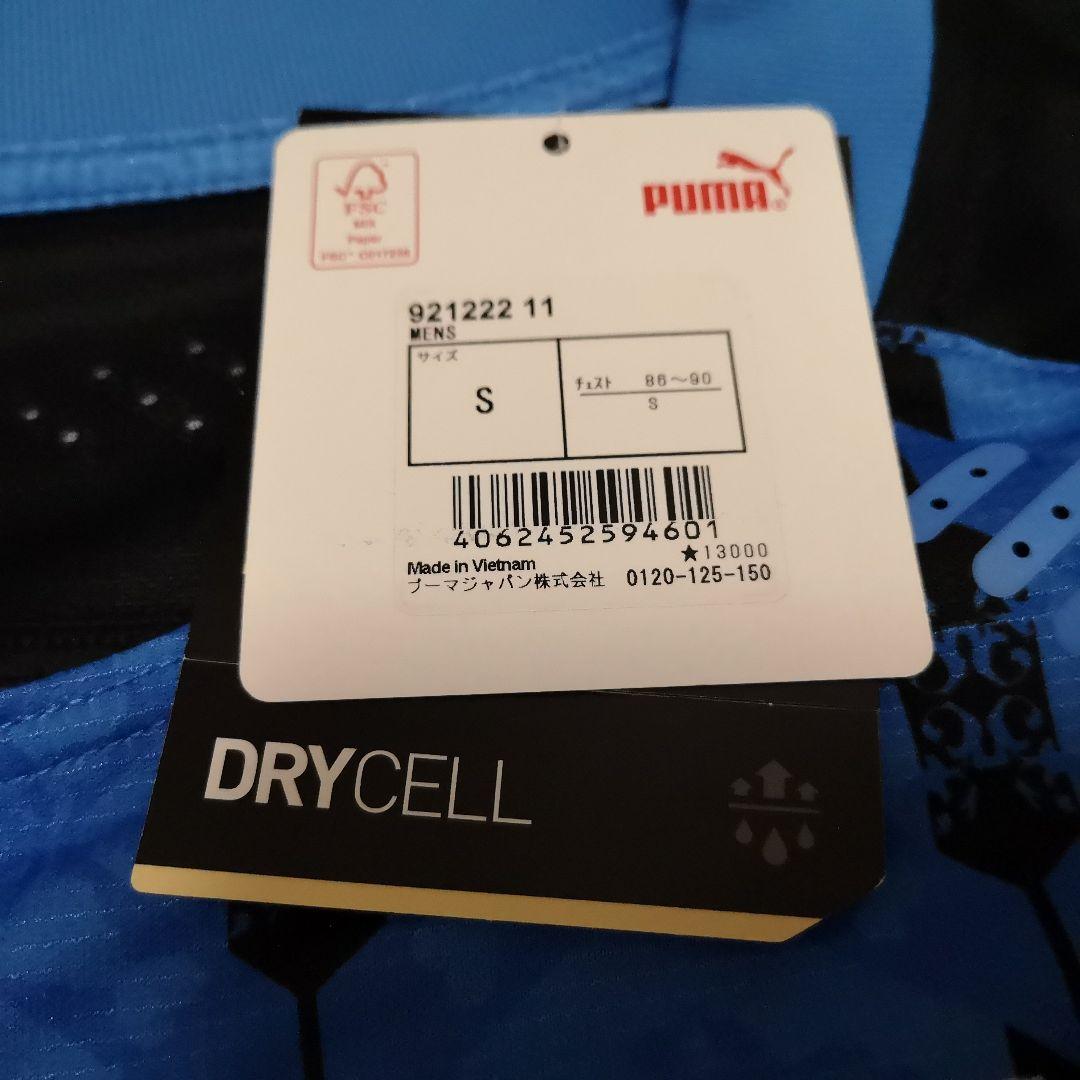 FSC
MIX
Paper
PUMA®
921222 11
MENS
サイズ
S
チェスト 86～90
S
4062452594601
★13000
Made in Vietnam
プーマジャパン株式会社 0120-125-150
DRYCELL